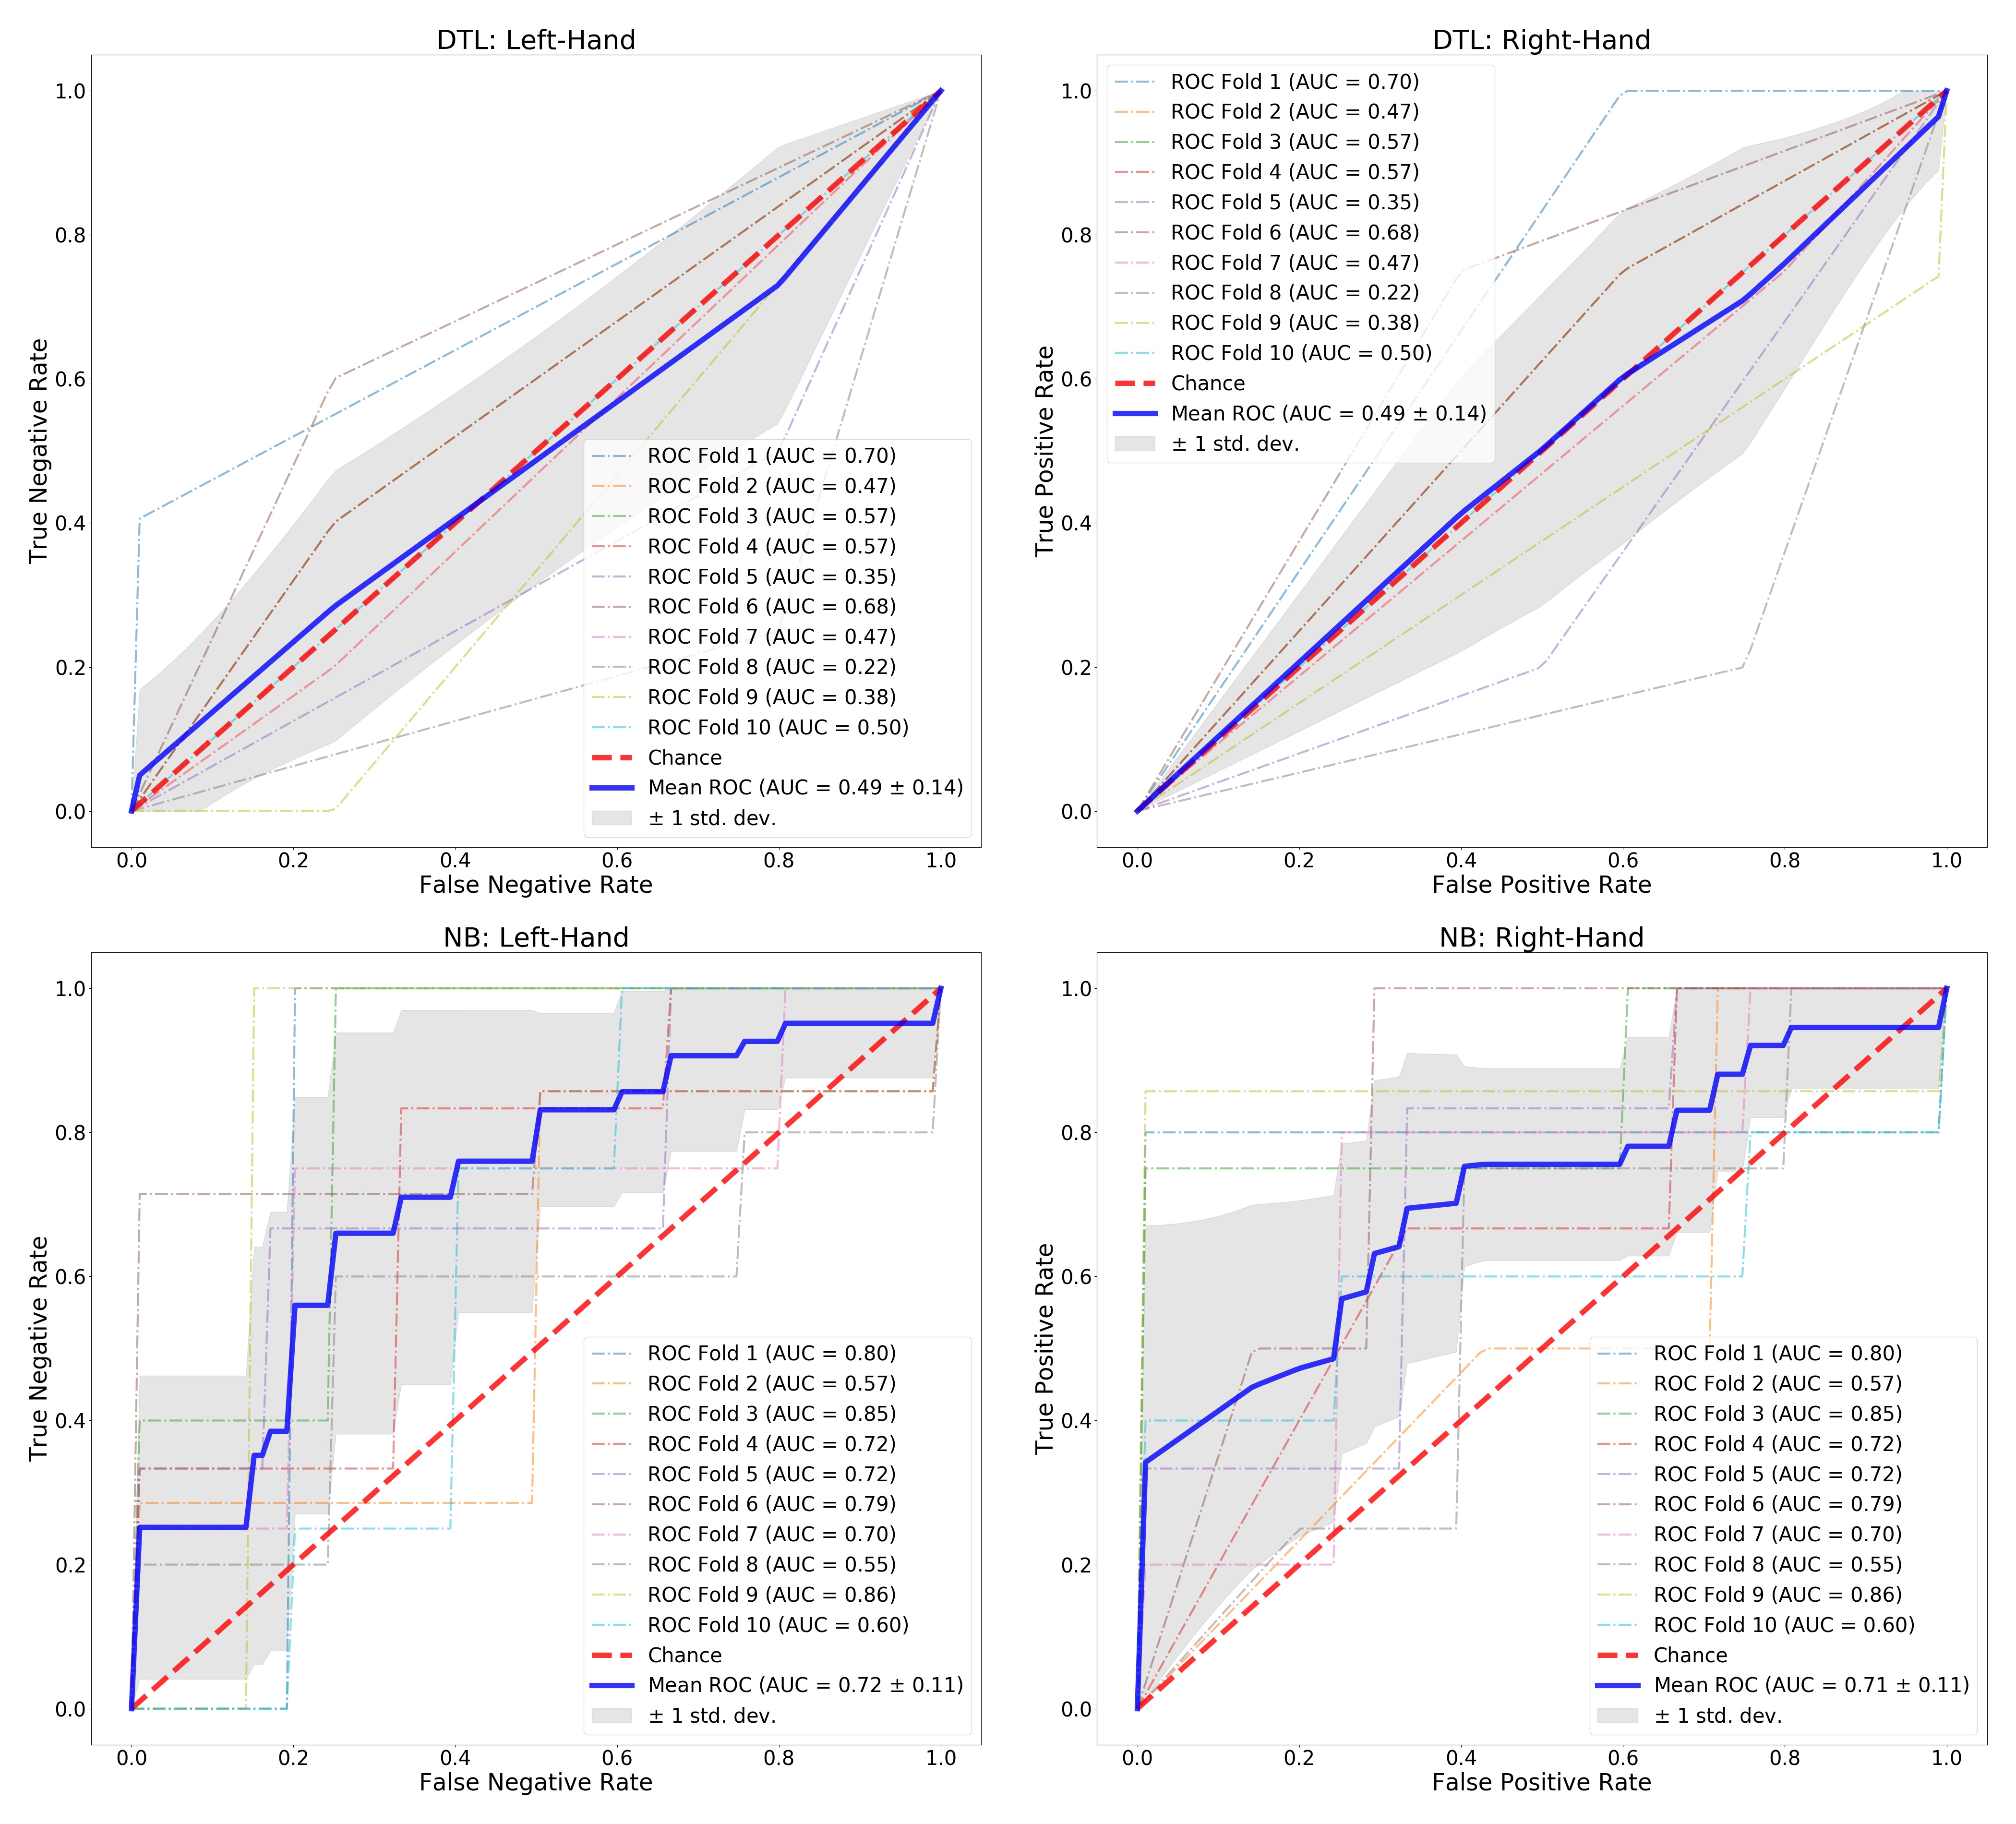 DTL: Left-Hand
True Negative Rate
1.0
0.8
0.6
0.4
0.2
0.0
ROC Fold 1 (AUC = 0.70)
ROC Fold 2 (AUC = 0.47)
ROC Fold 3 (AUC = 0.57)
ROC Fold 4 (AUC = 0.57)
ROC Fold 5 (AUC = 0.35)
ROC Fold 6 (AUC = 0.68)
ROC Fold 7 (AUC = 0.47)
ROC Fold 8 (AUC = 0.22)
ROC Fold 9 (AUC = 0.38)
ROC Fold 10 (AUC = 0.50)
Chance
Mean ROC (AUC = 0.49 ± 0.14)
± 1 std. dev.
0.0 0.2 0.4 0.6 0.8 1.0
False Negative Rate
DTL: Right-Hand
True Positive Rate
1.0
0.8
0.6
0.4
0.2
0.0
ROC Fold 1 (AUC = 0.70)
ROC Fold 2 (AUC = 0.47)
ROC Fold 3 (AUC = 0.57)
ROC Fold 4 (AUC = 0.57)
ROC Fold 5 (AUC = 0.35)
ROC Fold 6 (AUC = 0.68)
ROC Fold 7 (AUC = 0.47)
ROC Fold 8 (AUC = 0.22)
ROC Fold 9 (AUC = 0.38)
ROC Fold 10 (AUC = 0.50)
Chance
Mean ROC (AUC = 0.49 ± 0.14)
± 1 std. dev.
0.0 0.2 0.4 0.6 0.8 1.0
False Positive Rate
NB: Left-Hand
True Negative Rate
1.0
0.8
0.6
0.4
0.2
0.0
ROC Fold 1 (AUC = 0.80)
ROC Fold 2 (AUC = 0.57)
ROC Fold 3 (AUC = 0.85)
ROC Fold 4 (AUC = 0.72)
ROC Fold 5 (AUC = 0.72)
ROC Fold 6 (AUC = 0.79)
ROC Fold 7 (AUC = 0.70)
ROC Fold 8 (AUC = 0.55)
ROC Fold 9 (AUC = 0.86)
ROC Fold 10 (AUC = 0.60)
Chance
Mean ROC (AUC = 0.72 ± 0.11)
± 1 std. dev.
0.0 0.2 0.4 0.6 0.8 1.0
False Negative Rate
NB: Right-Hand
True Positive Rate
1.0
0.8
0.6
0.4
0.2
0.0
ROC Fold 1 (AUC = 0.80)
ROC Fold 2 (AUC = 0.57)
ROC Fold 3 (AUC = 0.85)
ROC Fold 4 (AUC = 0.72)
ROC Fold 5 (AUC = 0.72)
ROC Fold 6 (AUC = 0.79)
ROC Fold 7 (AUC = 0.70)
ROC Fold 8 (AUC = 0.55)
ROC Fold 9 (AUC = 0.86)
ROC Fold 10 (AUC = 0.60)
Chance
Mean ROC (AUC = 0.71 ± 0.11)
± 1 std. dev.
0.0 0.2 0.4 0.6 0.8 1.0
False Positive Rate